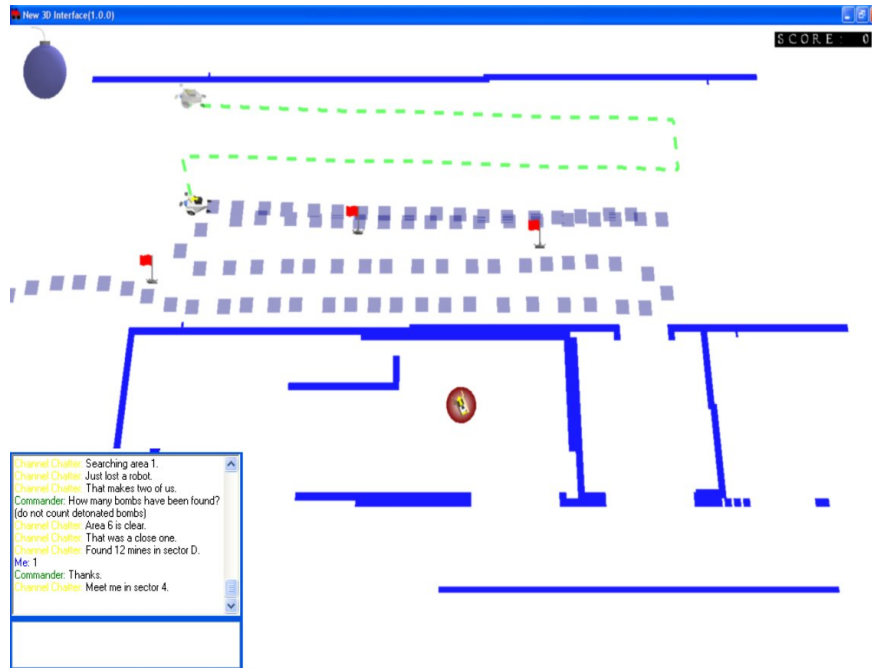 New 3D Interface(1.0.0)
SCORE: 0
Channel Chatter: Searching area 1.
Channel Chatter: Just lost a robot.
Channel Chatter: That makes two of us.
Commander: How many bombs have been found?
(do not count detonated bombs)
Channel Chatter: Area 6 is clear.
Channel Chatter: That was a close one.
Channel Chatter: Found 12 mines in sector D.
Me: 1
Commander: Thanks.
Channel Chatter: Meet me in sector 4.